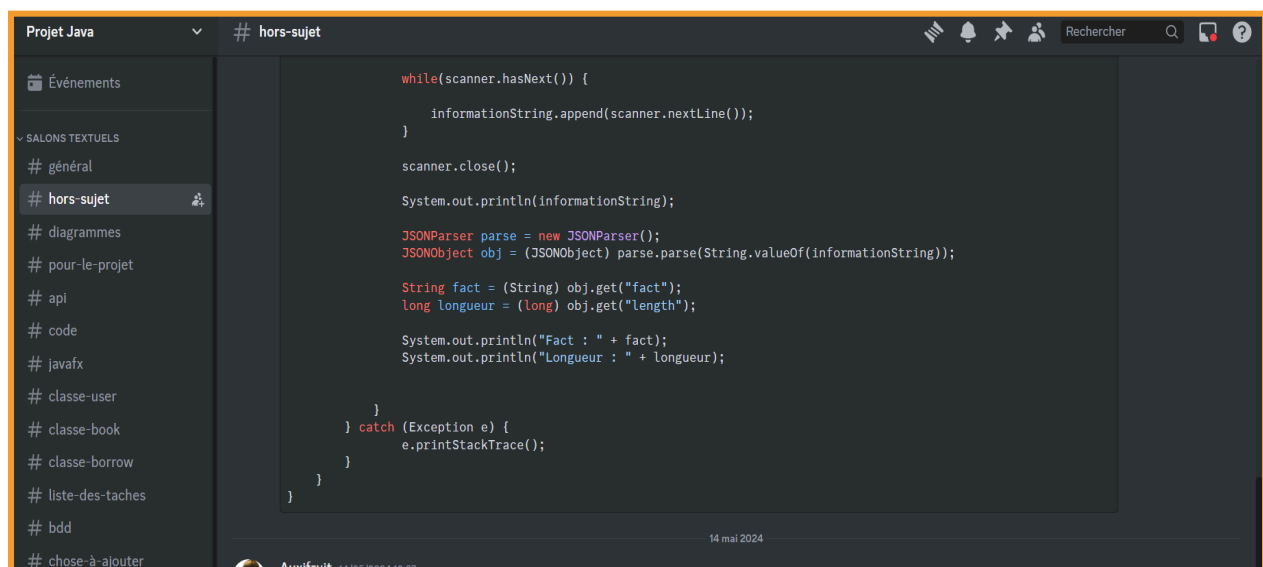 Projet Java
# hors-sujet
Rechercher
Événements
SALONS TEXTUELS
# général
# hors-sujet
# diagrammes
# pour-le-projet
# api
# code
# javafx
# classe-user
# classe-book
# classe-borrow
# liste-des-taches
# bdd
# chose-à-ajouter
while(scanner.hasNext()) {
informationString.append(scanner.nextLine());
}
scanner.close();
System.out.println(informationString);
JSONParser parse = new JSONParser();
JSONObject obj = (JSONObject) parse.parse(String.valueOf(informationString));
String fact = (String) obj.get("fact");
long longueur = (long) obj.get("length");
System.out.println("Fact : " + fact);
System.out.println("Longueur : " + longueur);
}
} catch (Exception e) {
e.printStackTrace();
}
}
}
14 mai 2024
Auxifruit